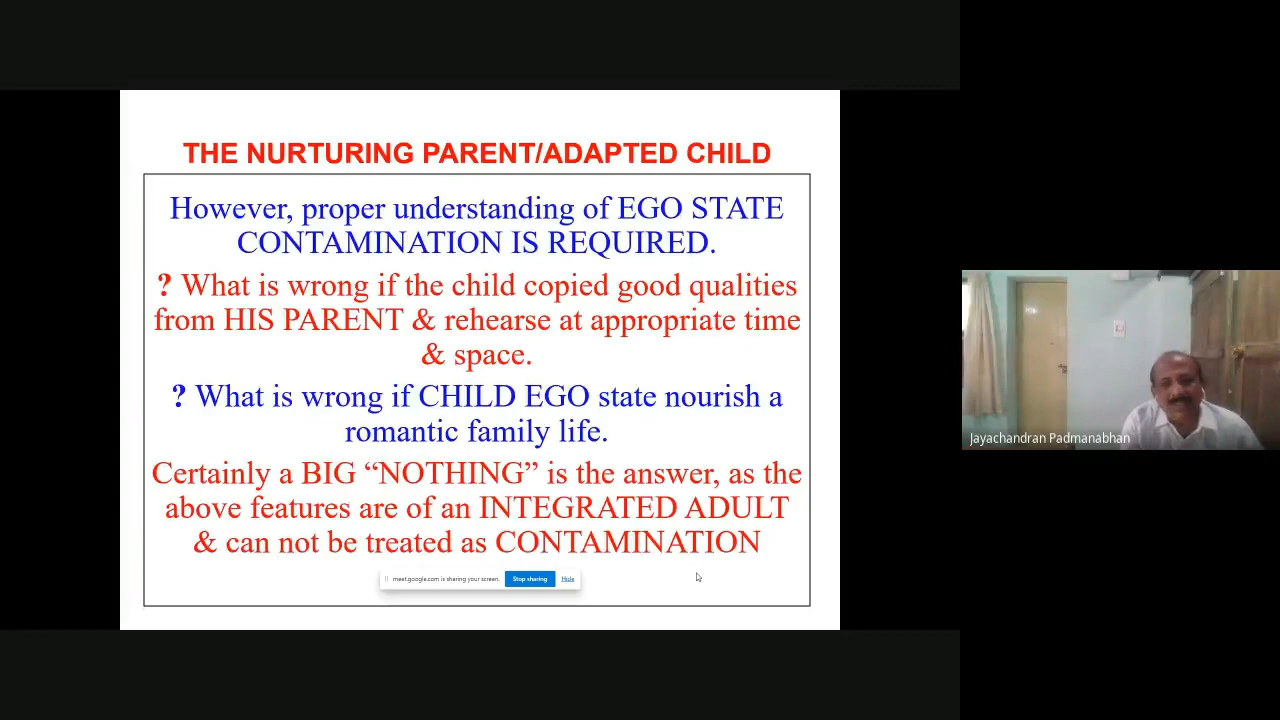 THE NURTURING PARENT/ADAPTED CHILD
However, proper understanding of EGO STATE
CONTAMINATION IS REQUIRED.
? What is wrong if the child copied good qualities
from HIS PARENT & rehearse at appropriate time
& space.
? What is wrong if CHILD EGO state nourish a
romantic family life.
Certainly a BIG “NOTHING” is the answer, as the
above features are of an INTEGRATED ADULT
& can not be treated as CONTAMINATION
meet.google.com is sharing your screen. Stop sharing Hide
Jayachandran Padmanabhan